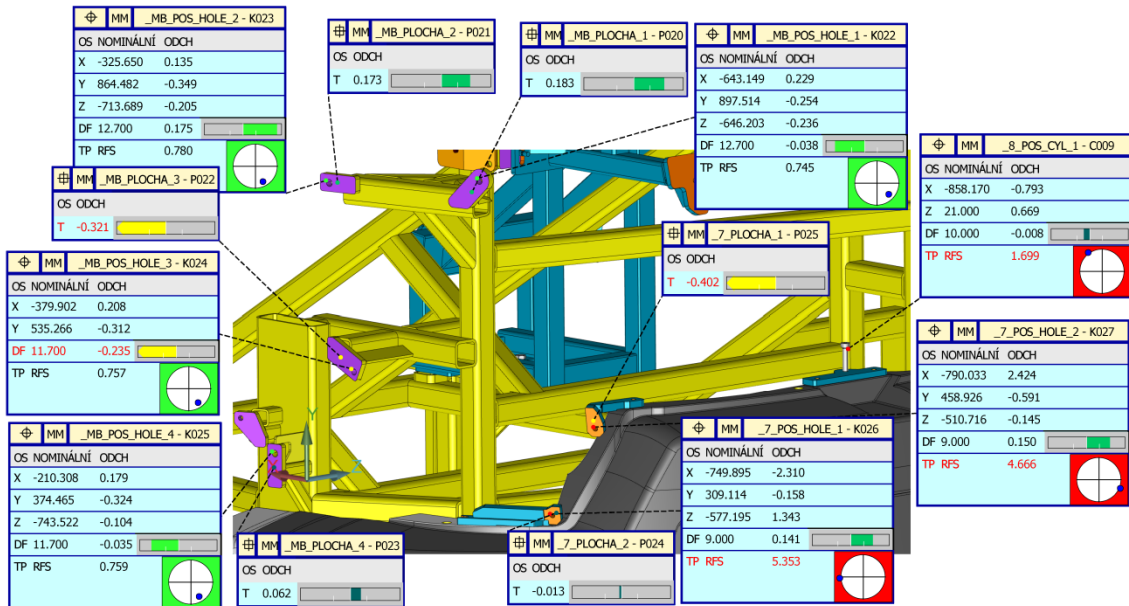 MM _MB_POS_HOLE_2 - K023
OS NOMINÁLNÍ ODCH
X -325.650 0.135
Y 864.482 -0.349
Z -713.689 -0.205
DF 12.700 0.175
TP RFS 0.780
MM _MB_PLOCHA_2 - P021
OS ODCH
T 0.173
MM _MB_PLOCHA_1 - P020
OS ODCH
T 0.183
MM _MB_POS_HOLE_1 - K022
OS NOMINÁLNÍ ODCH
X -643.149 0.229
Y 897.514 -0.254
Z -646.203 -0.236
DF 12.700 -0.038
TP RFS 0.745
MM _8_POS_CYL_1 - C009
OS NOMINÁLNÍ ODCH
X -858.170 -0.793
Z 21.000 0.669
DF 10.000 -0.008
TP RFS 1.699
MM _MB_PLOCHA_3 - P022
OS ODCH
T -0.321
MM _7_PLOCHA_1 - P025
OS ODCH
T -0.402
MM _MB_POS_HOLE_3 - K024
OS NOMINÁLNÍ ODCH
X -379.902 0.208
Y 535.266 -0.312
DF 11.700 -0.235
TP RFS 0.757
MM _7_POS_HOLE_2 - K027
OS NOMINÁLNÍ ODCH
X -790.033 2.424
Y 458.926 -0.591
Z -510.716 -0.145
DF 9.000 0.150
TP RFS 4.666
Y
Z
MM _MB_POS_HOLE_4 - K025
OS NOMINÁLNÍ ODCH
X -210.308 0.179
Y 374.465 -0.324
Z -743.522 -0.104
DF 11.700 -0.035
TP RFS 0.759
MM _7_POS_HOLE_1 - K026
OS NOMINÁLNÍ ODCH
X -749.895 -2.310
Y 309.114 -0.158
Z -577.195 1.343
DF 9.000 0.141
TP RFS 5.353
MM _MB_PLOCHA_4 - P023
OS ODCH
T 0.062
MM _7_PLOCHA_2 - P024
OS ODCH
T -0.013